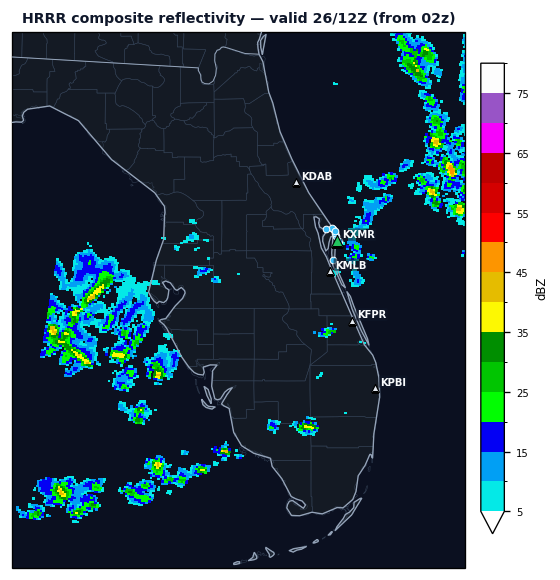 HRRR composite reflectivity — valid 26/12Z (from 02z)
KDAB
KXMR
KMLB
KFPR
KPBI
75
65
55
45
35
25
15
5
dBZ